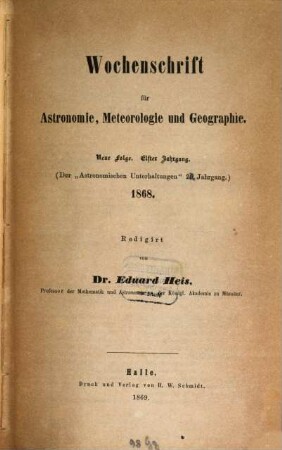 Wochenschrift
für
Astronomie, Meteorologie und Geographie.
Neue Folge. Elfter Jahrgang.
(Der „Astronomischen Unterhaltungen" Jahrgang.)
1868.
Redigirt
von
Dr. Eduard Heis,
Professor der Mathematik und Astronomie an der Königl. Akademie zu Münster.
Halle.
Druck und Verlag von H. W. Schmidt.
1869.